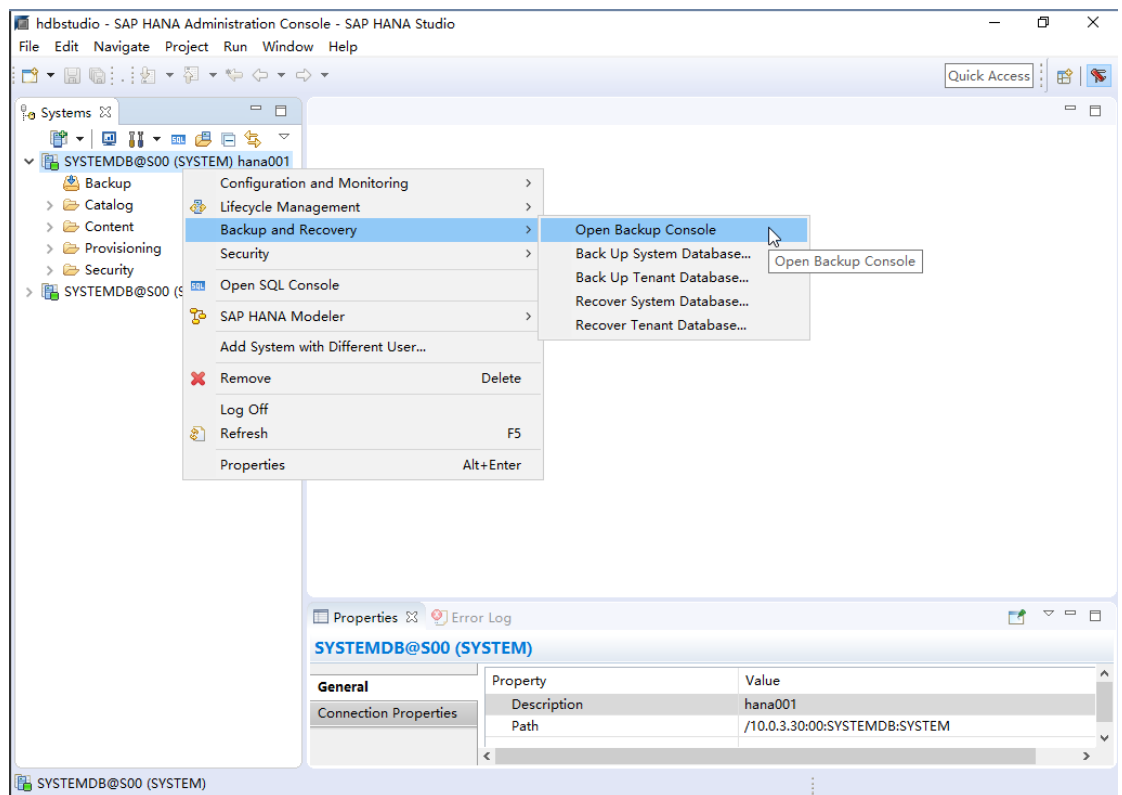 hdbstudio - SAP HANA Administration Console - SAP HANA Studio
File Edit Navigate Project Run Window Help
Quick Access
Systems
SYSTEMDB@S00 (SYSTEM) hana001
Backup
Catalog
Content
Provisioning
Security
SYSTEMDB@S00 (S
Configuration and Monitoring
Lifecycle Management
Backup and Recovery
Security
SQL Open SQL Console
SAP HANA Modeler
Add System with Different User...
Remove Delete
Log Off
Refresh F5
Properties Alt+Enter
Open Backup Console
Back Up System Database...
Open Backup Console
Back Up Tenant Database...
Recover System Database...
Recover Tenant Database...
Properties Error Log
SYSTEMDB@S00 (SYSTEM)
General
Connection Properties
Property Value
Description hana001
Path /10.0.3.30:00:SYSTEMDB:SYSTEM
SYSTEMDB@S00 (SYSTEM)